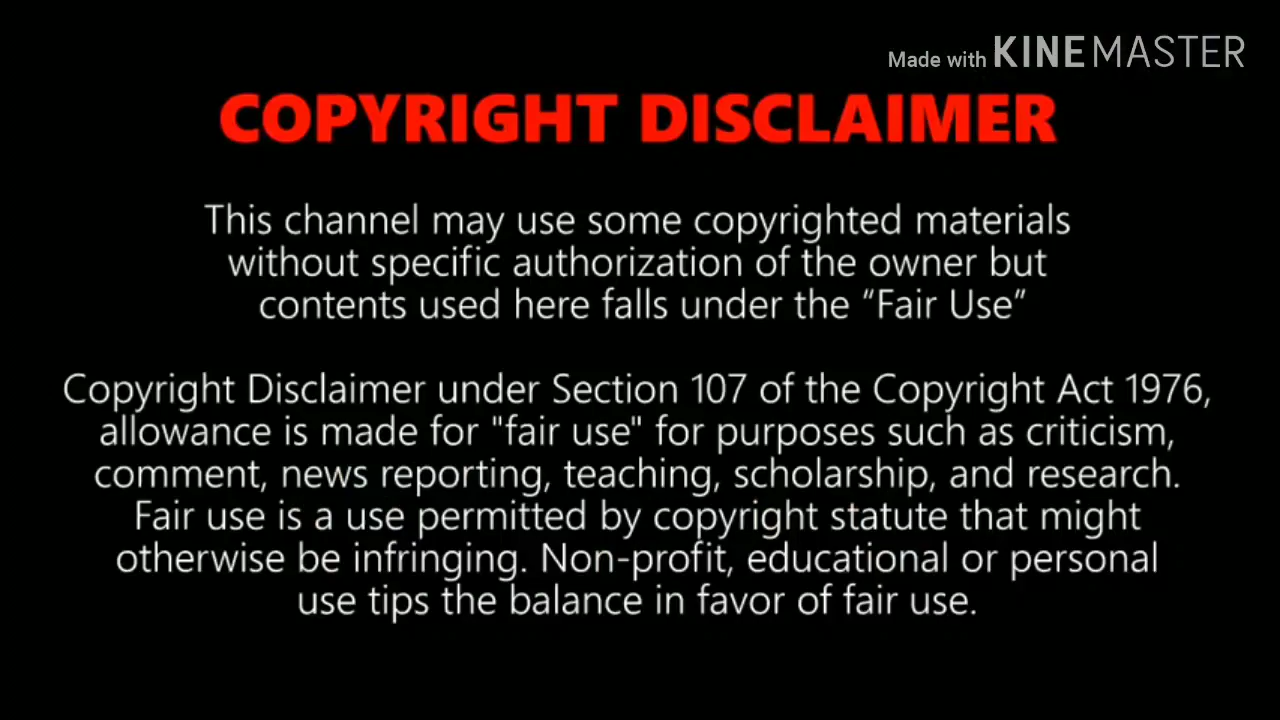 Made with KINEMASTER
COPYRIGHT DISCLAIMER
This channel may use some copyrighted materials
without specific authorization of the owner but
contents used here falls under the “Fair Use”
Copyright Disclaimer under Section 107 of the Copyright Act 1976,
allowance is made for "fair use" for purposes such as criticism,
comment, news reporting, teaching, scholarship, and research.
Fair use is a use permitted by copyright statute that might
otherwise be infringing. Non-profit, educational or personal
use tips the balance in favor of fair use.